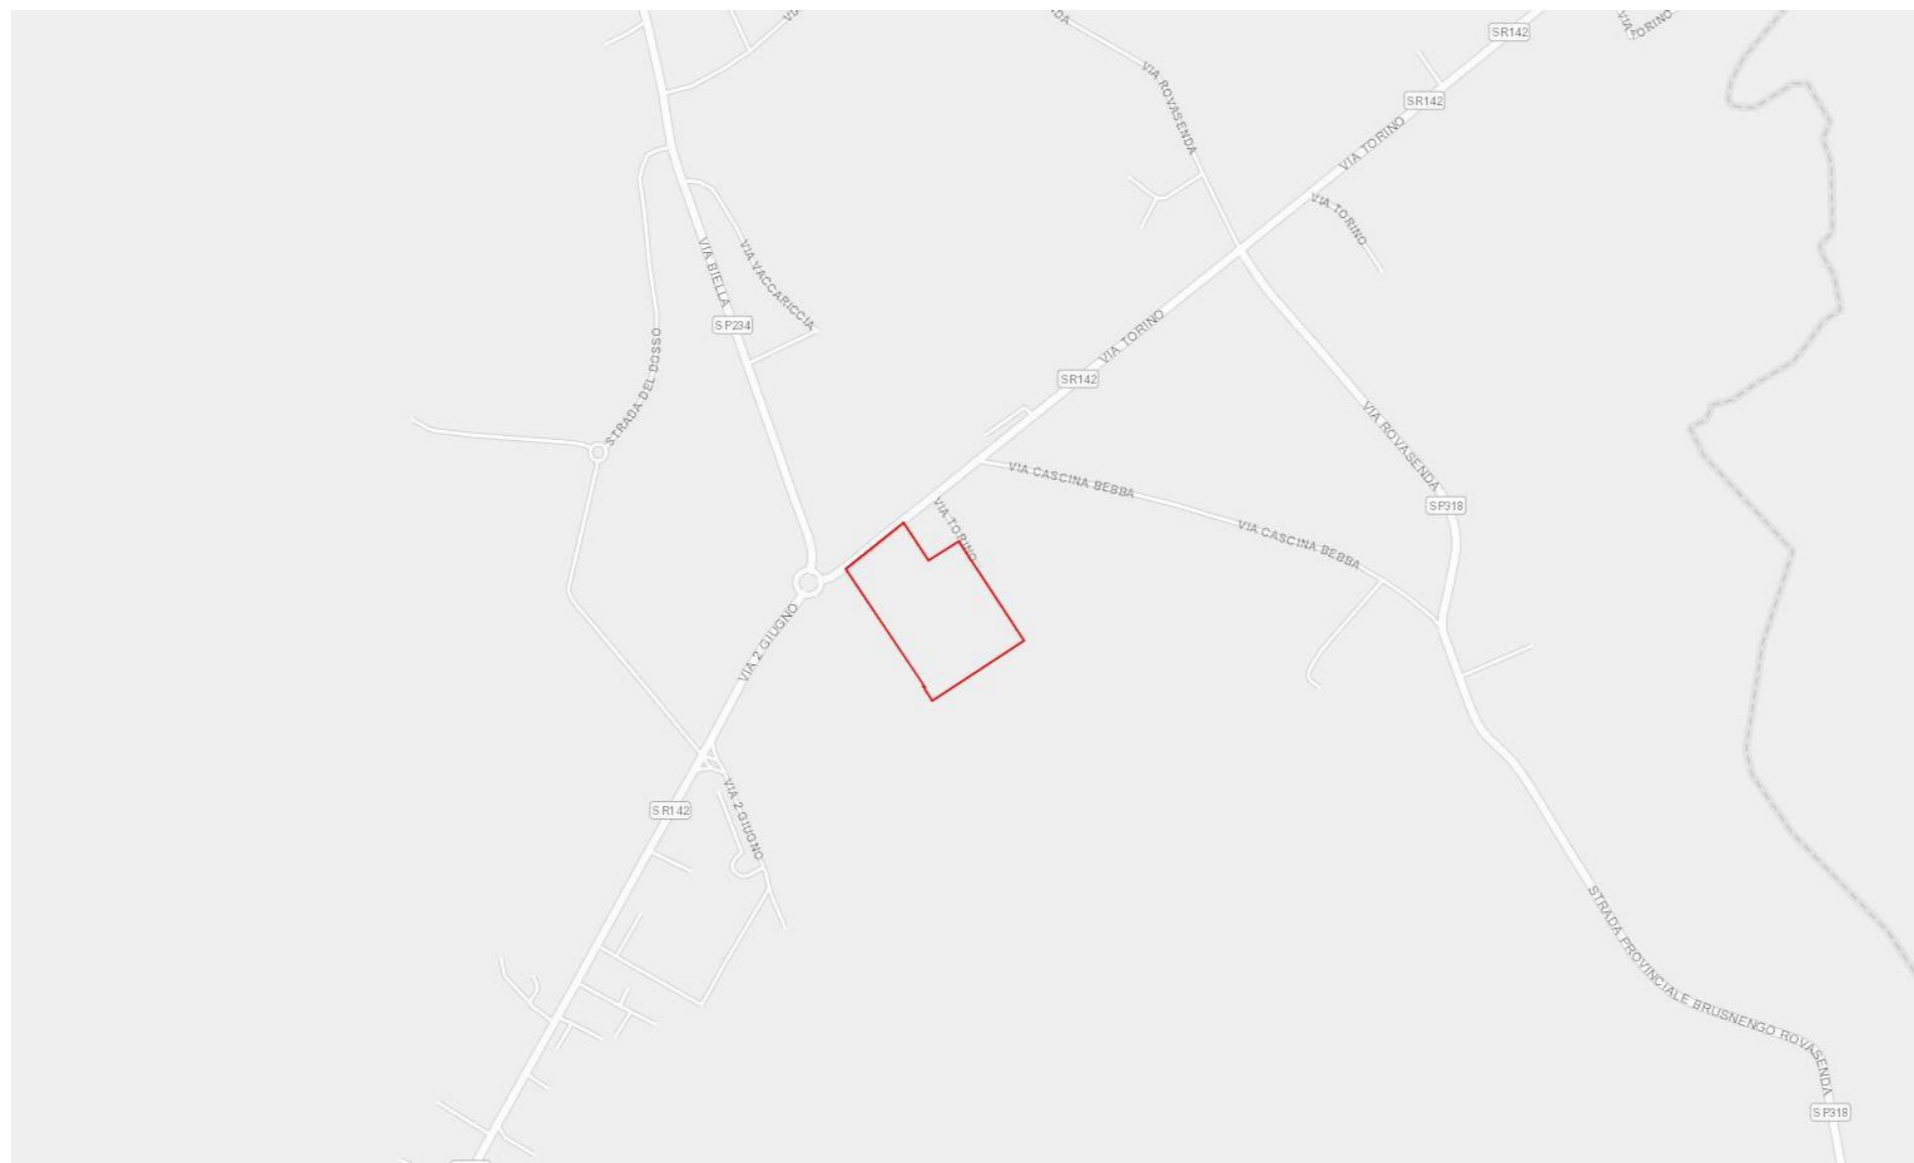 SR142
VIA TORINO
VIA ROVASENDA
SR142
VIA TORINO
VIA TORINO
VIA BIELLA
VIA VACCARICCIA
SP234
VIA TORINO
STRADA DEL DOSSO
SR142
VIA ROVASENDA
VIA CASCINA BEBBA
SP318
VIA TORINO
VIA CASCINA BEBBA
VIA 2 GIUGNO
SR142
VIA 2 GIUGNO
STRADA PROVINCIALE BRUSNENGO ROVASENDA
SP318